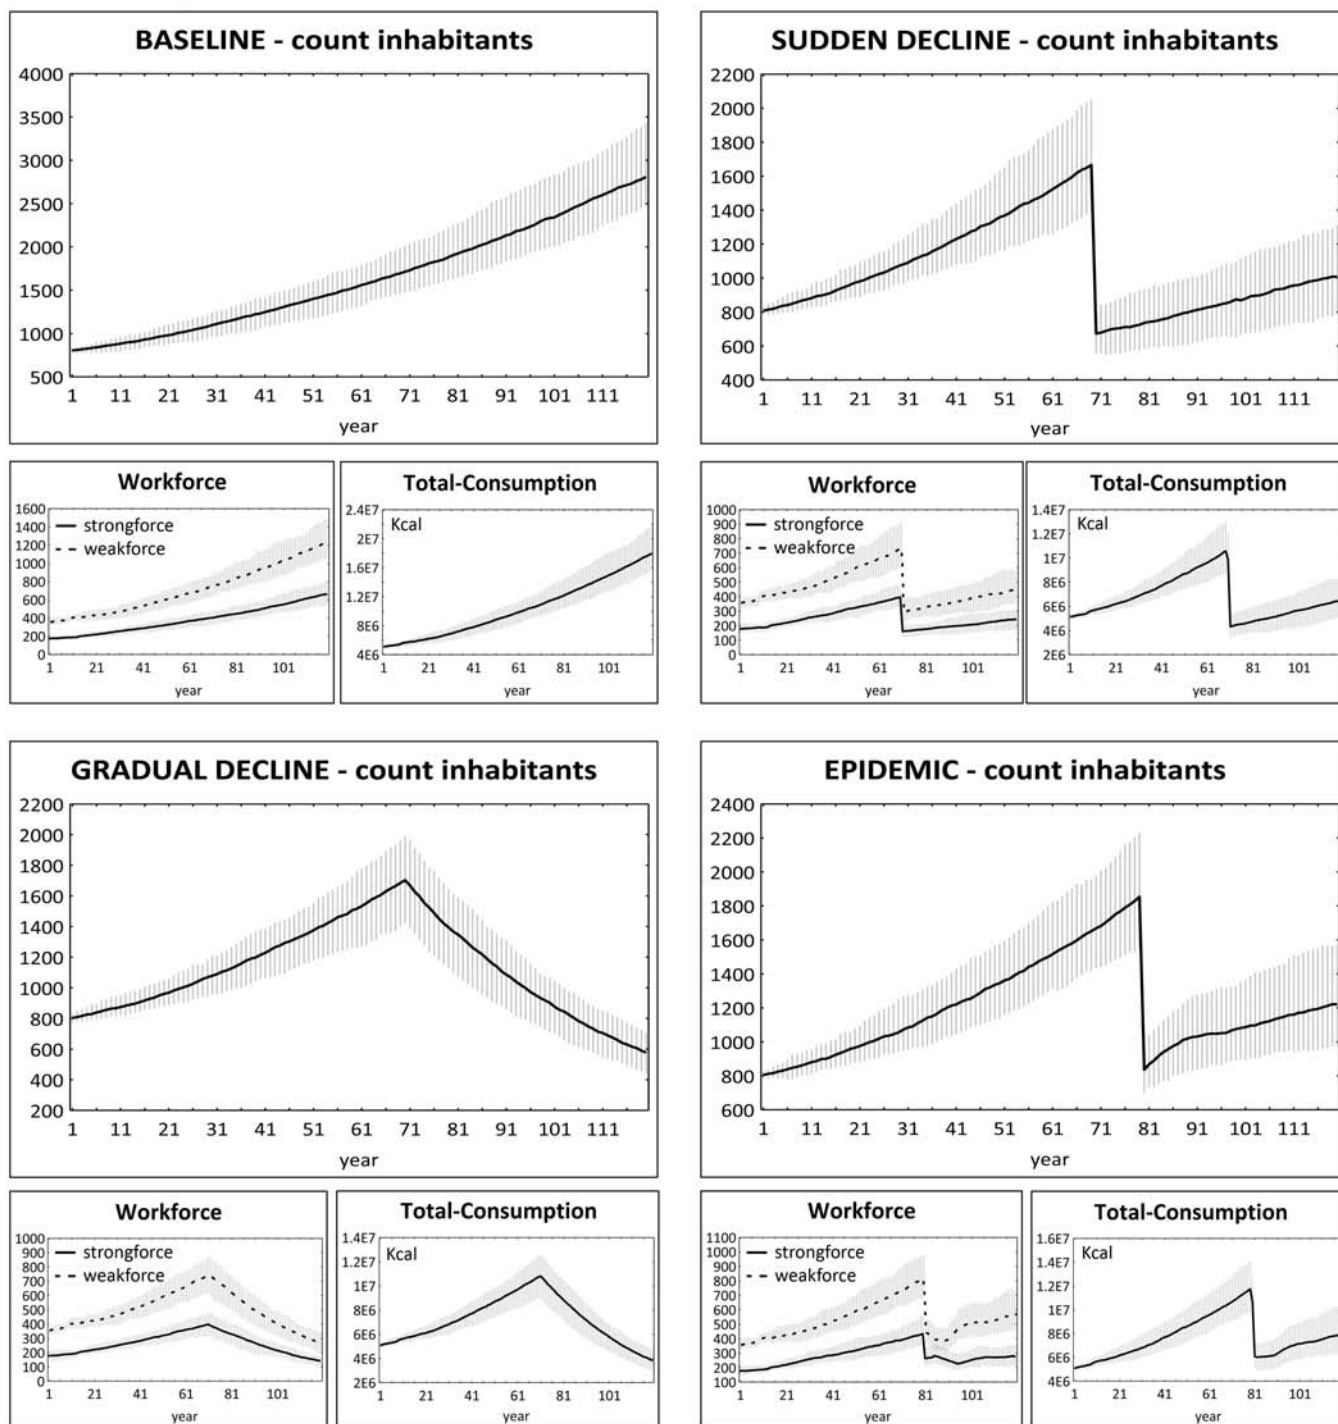 BASELINE - count inhabitants
4000
3500
3000
2500
2000
1500
1000
500
1 11 21 31 41 51 61 71 81 91 101 111
year
SUDDEN DECLINE - count inhabitants
2200
2000
1800
1600
1400
1200
1000
800
600
400
1 11 21 31 41 51 61 71 81 91 101 111
year
Workforce
1600
1400
1200
1000
800
600
400
200
0
strongforce
weakforce
1 21 41 61 81 101
year
Total-Consumption
2.4E7
Kcal
2E7
1.6E7
1.2E7
8E6
4E6
1 21 41 61 81 101
year
Workforce
1000
900
800
700
600
500
400
300
200
100
0
strongforce
weakforce
1 21 41 61 81 101
year
Total-Consumption
1.4E7
Kcal
1.2E7
1E7
8E6
6E6
4E6
2E6
1 21 41 61 81 101
year
GRADUAL DECLINE - count inhabitants
2200
2000
1800
1600
1400
1200
1000
800
600
400
200
1 11 21 31 41 51 61 71 81 91 101 111
year
EPIDEMIC - count inhabitants
2400
2200
2000
1800
1600
1400
1200
1000
800
600
1 11 21 31 41 51 61 71 81 91 101 111
year
Workforce
1000
900
800
700
600
500
400
300
200
100
0
strongforce
weakforce
1 21 41 61 81 101
year
Total-Consumption
1.4E7
Kcal
1.2E7
1E7
8E6
6E6
4E6
2E6
1 21 41 61 81 101
year
Workforce
1100
1000
900
800
700
600
500
400
300
200
100
strongforce
weakforce
1 21 41 61 81 101
year
Total-Consumption
1.6E7
Kcal
1.4E7
1.2E7
1E7
8E6
6E6
4E6
1 21 41 61 81 101
year